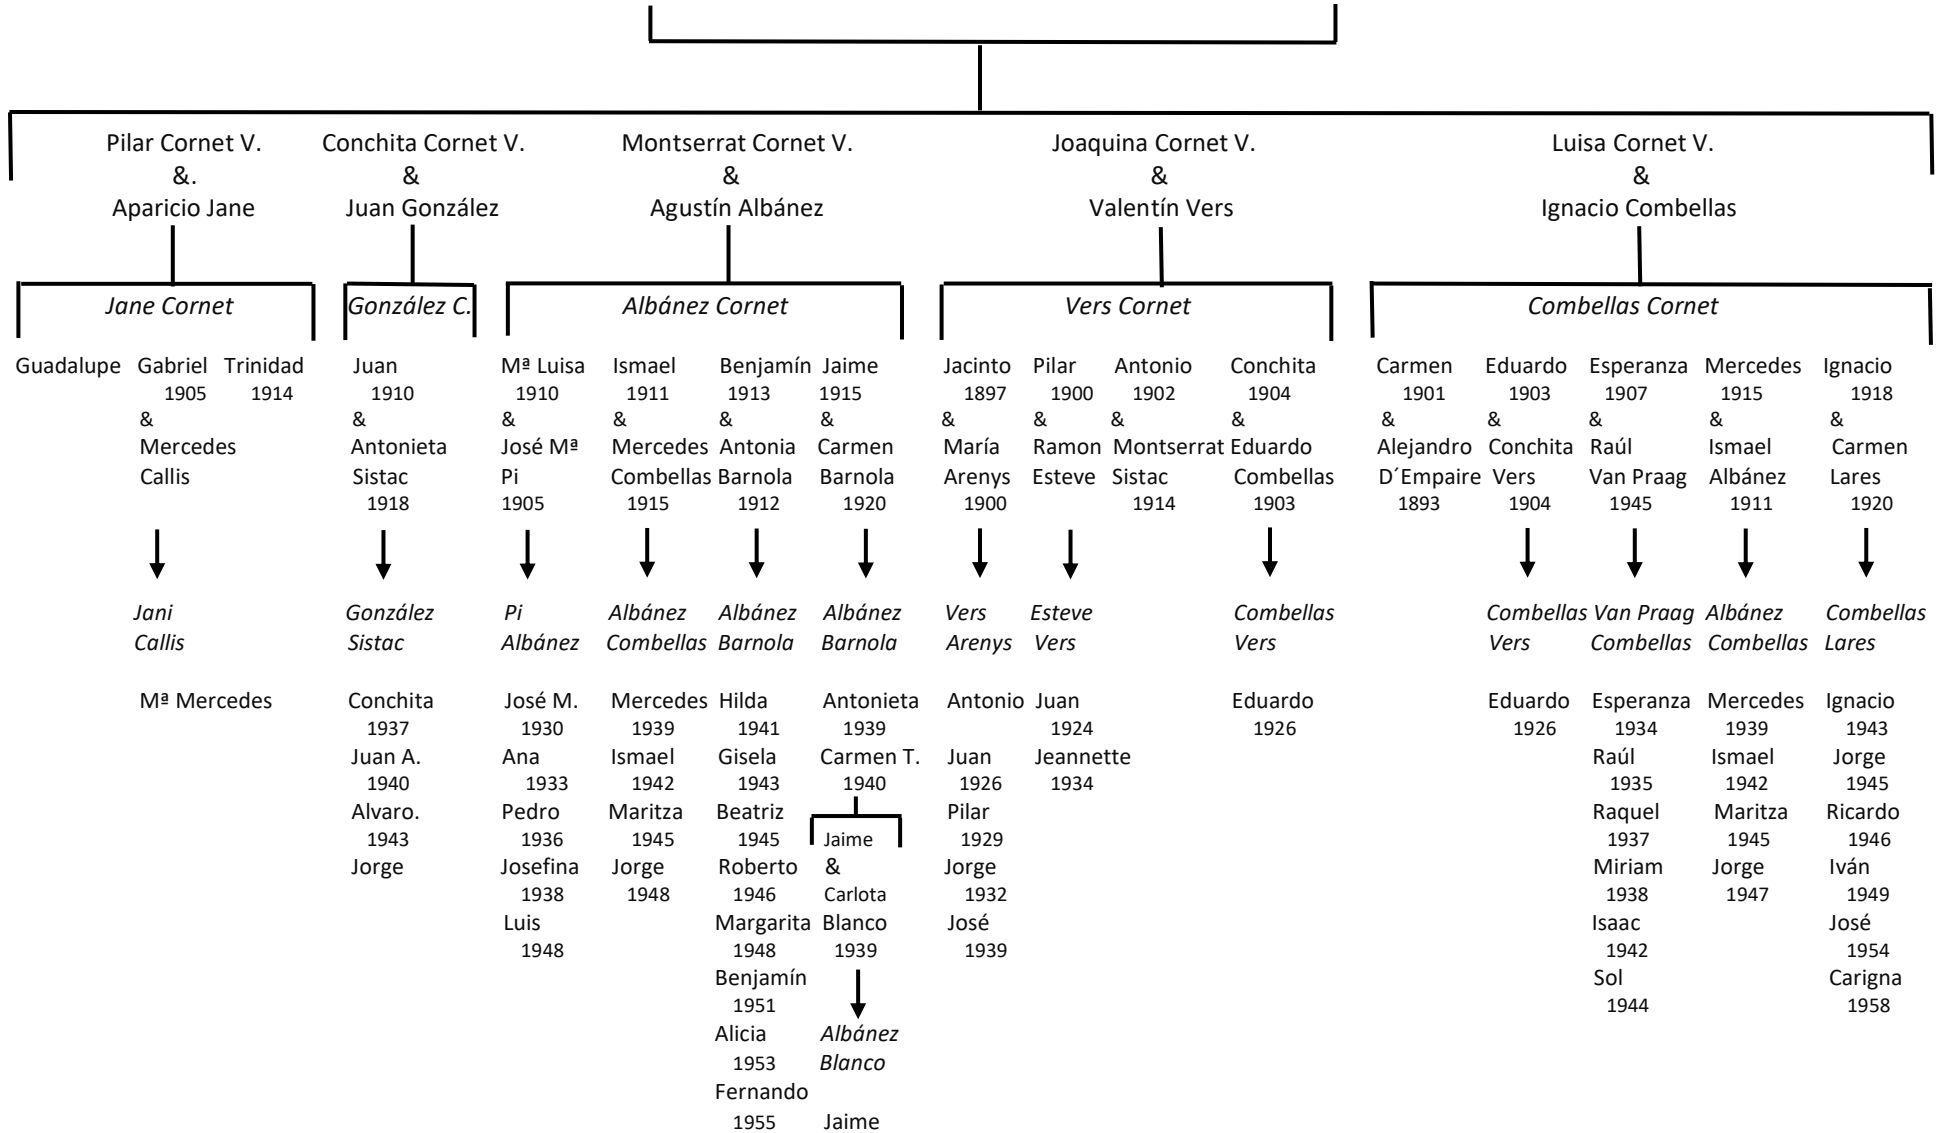 Pilar Cornet V. Conchita Cornet V. Montserrat Cornet V. Joaquina Cornet V. Luisa Cornet V.
&. & & & &
Aparicio Jane Juan González Agustín Albánez Valentín Vers Ignacio Combellas
Jane Cornet González C. Albánez Cornet Vers Cornet Combellas Cornet
Guadalupe Gabriel Trinidad Juan Mª Luisa Ismael Benjamín Jaime Jacinto Pilar Antonio Conchita Carmen Eduardo Esperanza Mercedes Ignacio
1905 1914 1910 1910 1911 1913 1915 1897 1900 1902 1904 1901 1903 1907 1915 1918
& & & & & & & & & & & & & & &
Mercedes Antonieta José Mª Mercedes Antonia Carmen María Ramon Montserrat Eduardo Alejandro Conchita Raúl Ismael Carmen
Callis Sistac Pi Combellas Barnola Barnola Arenys Esteve Sistac Combellas D´Empaire Vers Van Praag Albánez Lares
1918 1905 1915 1912 1920 1900 1914 1903 1893 1904 1945 1911 1920
Jani González Pi Albánez Albánez Albánez Vers Esteve Combellas Combellas Van Praag Albánez Combellas
Callis Sistac Albánez Combellas Barnola Barnola Arenys Vers Vers Vers Combellas Combellas Lares
Mª Mercedes Conchita José M. Mercedes Hilda Antonieta Antonio Juan Eduardo Eduardo Esperanza Mercedes Ignacio
1937 1930 1939 1941 1939 1924 1926 1926 1934 1939 1943
Juan A. Ana Ismael Gisela Carmen T. Juan Jeannette Raúl Ismael Jorge
1940 1933 1942 1943 1940 1926 1934 1935 1942 1945
Alvaro. Pedro Maritza Beatriz Pilar Raquel Maritza Ricardo
1943 1936 1945 1945 Jaime 1929 1937 1945 1946
Jorge Josefina Jorge Roberto & Jorge Miriam Jorge Iván
1938 1948 1946 Carlota 1932 1938 1947 1949
Luis Margarita Blanco José Isaac José
1948 1948 1939 1939 1942 1954
Benjamín Sol Carigna
1951 1944 1958
Alicia Albánez
1953 Blanco
Fernando
1955 Jaime